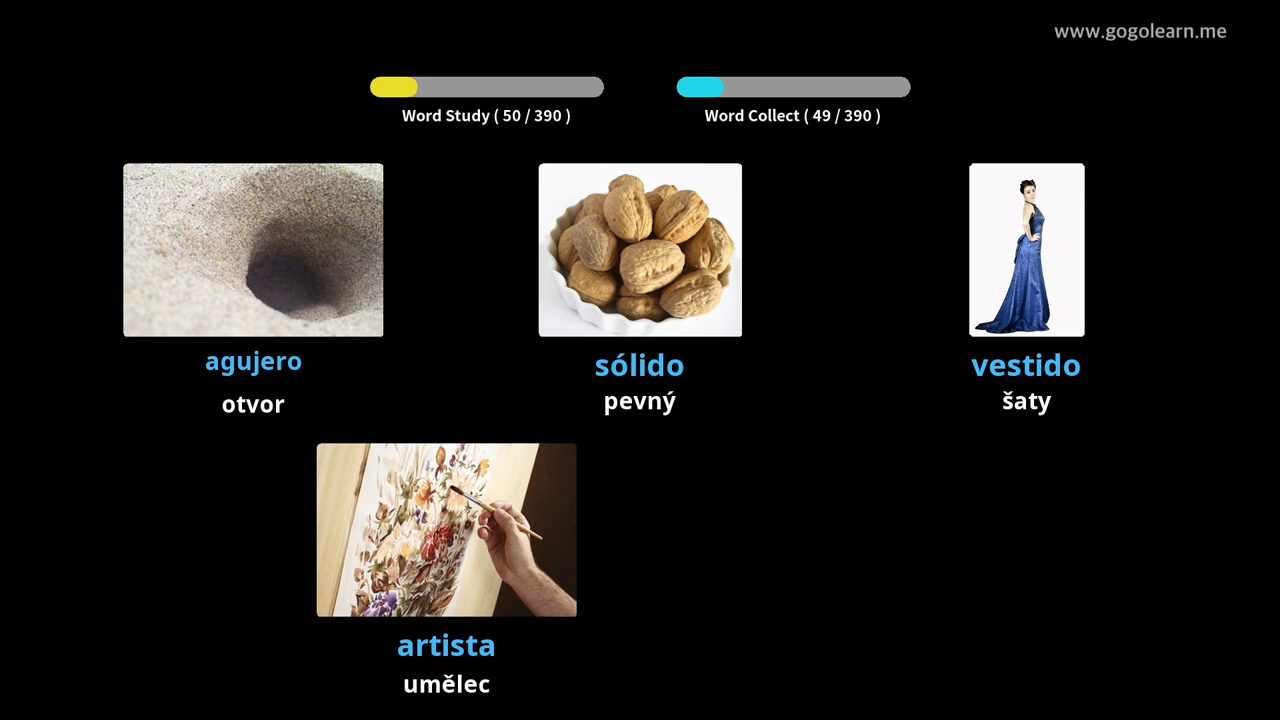 www.gogolearn.me
Word Study ( 50 / 390 )
Word Collect ( 49 / 390 )
agujero
otvor
sólido
pevný
vestido
šaty
artista
umělec